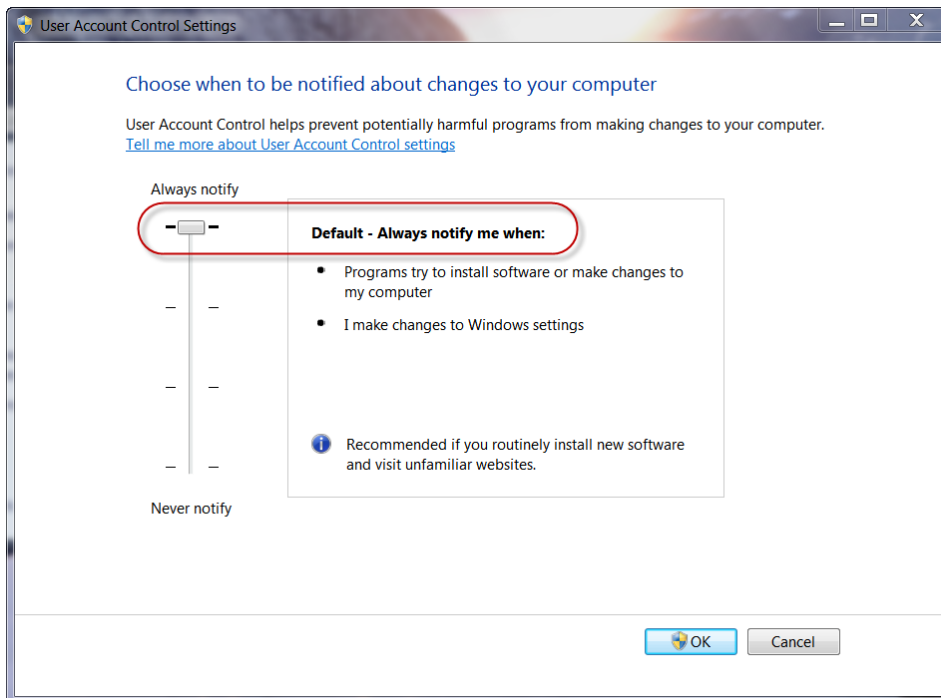 User Account Control Settings
Choose when to be notified about changes to your computer
User Account Control helps prevent potentially harmful programs from making changes to your computer.
Tell me more about User Account Control settings
Always notify
Default - Always notify me when:
Programs try to install software or make changes to
my computer
I make changes to Windows settings
Recommended if you routinely install new software
and visit unfamiliar websites.
Never notify
OK
Cancel